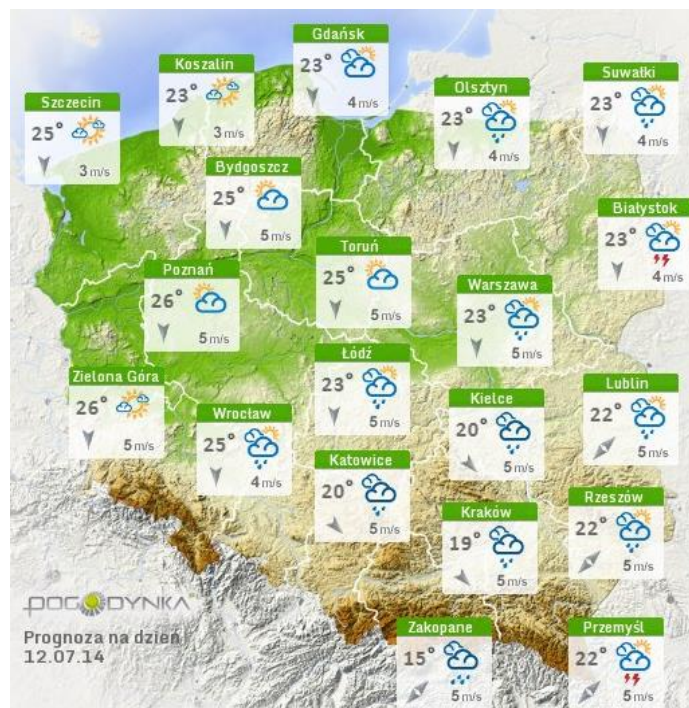 Gdańsk
23°
4 m/s
Koszalin
23°
3 m/s
Suwałki
23°
4 m/s
Olsztyn
23°
4 m/s
Szczecin
25°
3 m/s
Bydgoszcz
25°
5 m/s
Białystok
23°
4 m/s
Toruń
25°
5 m/s
Poznań
26°
5 m/s
Warszawa
23°
5 m/s
Łódź
23°
5 m/s
Zielona Góra
26°
5 m/s
Lublin
22°
5 m/s
Kielce
20°
5 m/s
Wrocław
25°
4 m/s
Katowice
20°
5 m/s
Rzeszów
22°
5 m/s
Kraków
19°
5 m/s
POGODYNKA
Prognoza na dzień
12.07.14
Zakopane
15°
5 m/s
Przemyśl
22°
5 m/s